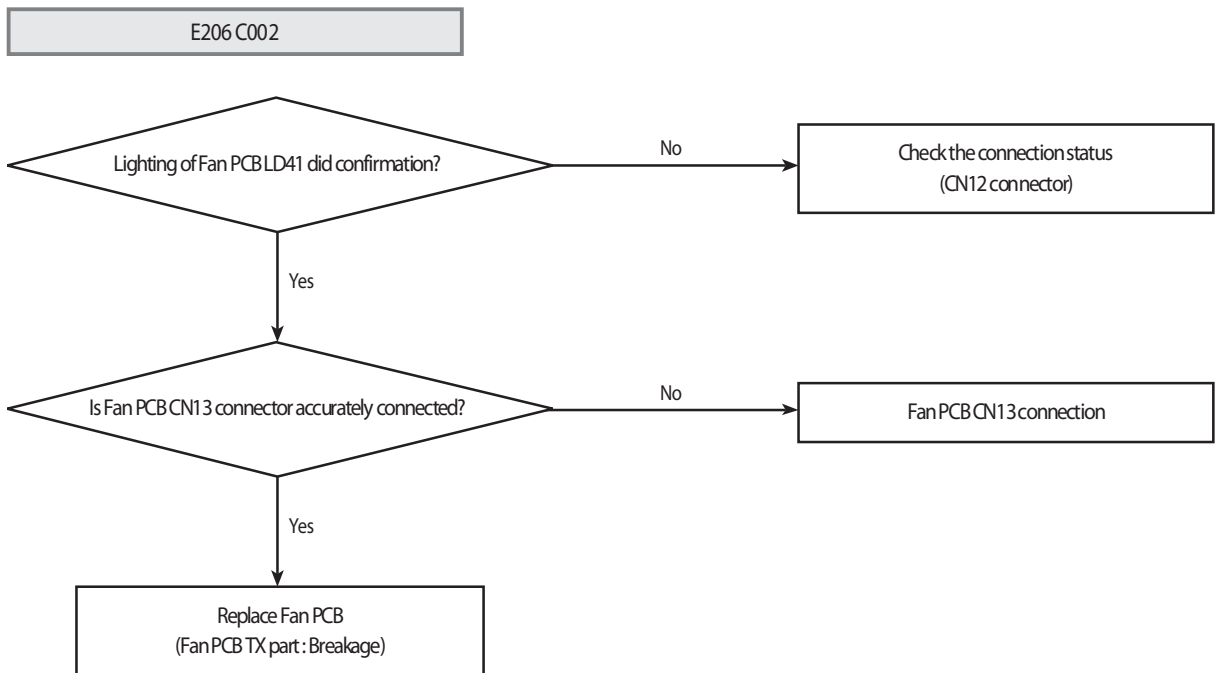 E206 C002
Lighting of Fan PCB LD41 did confirmation?
No
Check the connection status
(CN12 connector)
Yes
Is Fan PCB CN13 connector accurately connected?
No
Fan PCB CN13 connection
Yes
Replace Fan PCB
(Fan PCB TX part : Breakage)